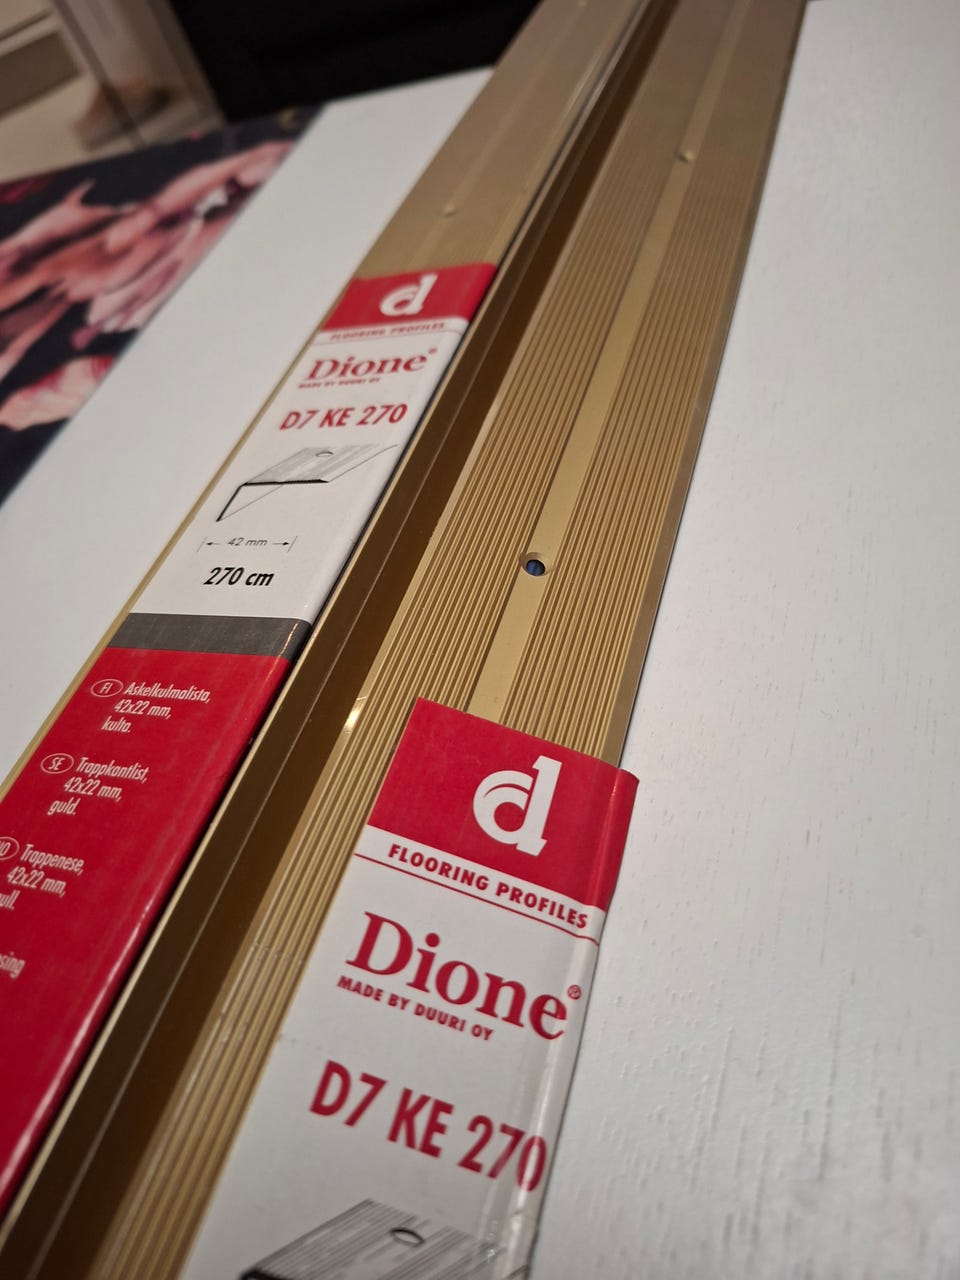 d
FLOORING PROFILES
Dione®
MADE BY DUURI OY
D7 KE 270
42 mm
270 cm
FI Askelkulmalista,
42x22 mm,
kulta.
SE Trappkantlist,
42x22 mm,
guld.
Trappenese,
42x22 mm,
d
FLOORING PROFILES
Dione®
MADE BY DUURI OY
D7 KE 270